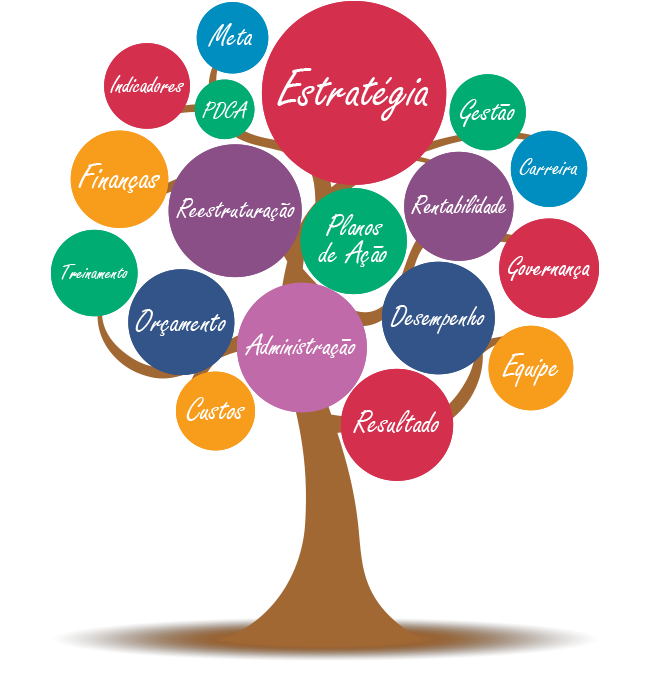 Meta
Estratégia
Indicadores
PDCA
Gestão
Carreira
Finanças
Reestruturação
Planos
de Ação
Rentabilidade
Treinamento
Governança
Orçamento
Administração
Desempenho
Equipe
Custos
Resultado